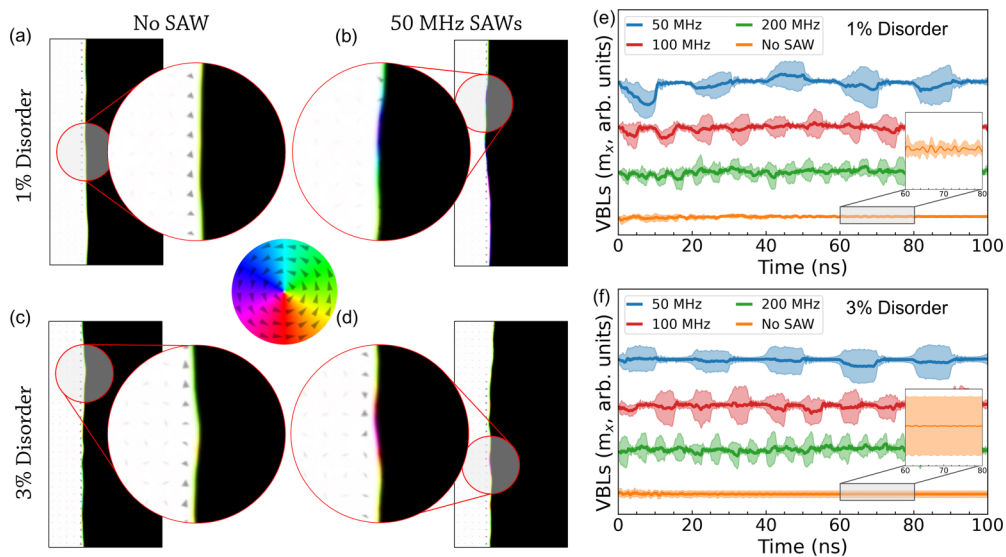 No SAW
50 MHz SAWs
(a)
(b)
1% Disorder
(c)
(d)
3% Disorder
(e)
50 MHz
200 MHz
1% Disorder
100 MHz
No SAW
VBLs (mₓ, arb. units)
60
80
0
20
40
60
80
100
Time (ns)
(f)
50 MHz
200 MHz
3% Disorder
100 MHz
No SAW
VBLs (mₓ, arb. units)
60
80
0
20
40
60
80
100
Time (ns)